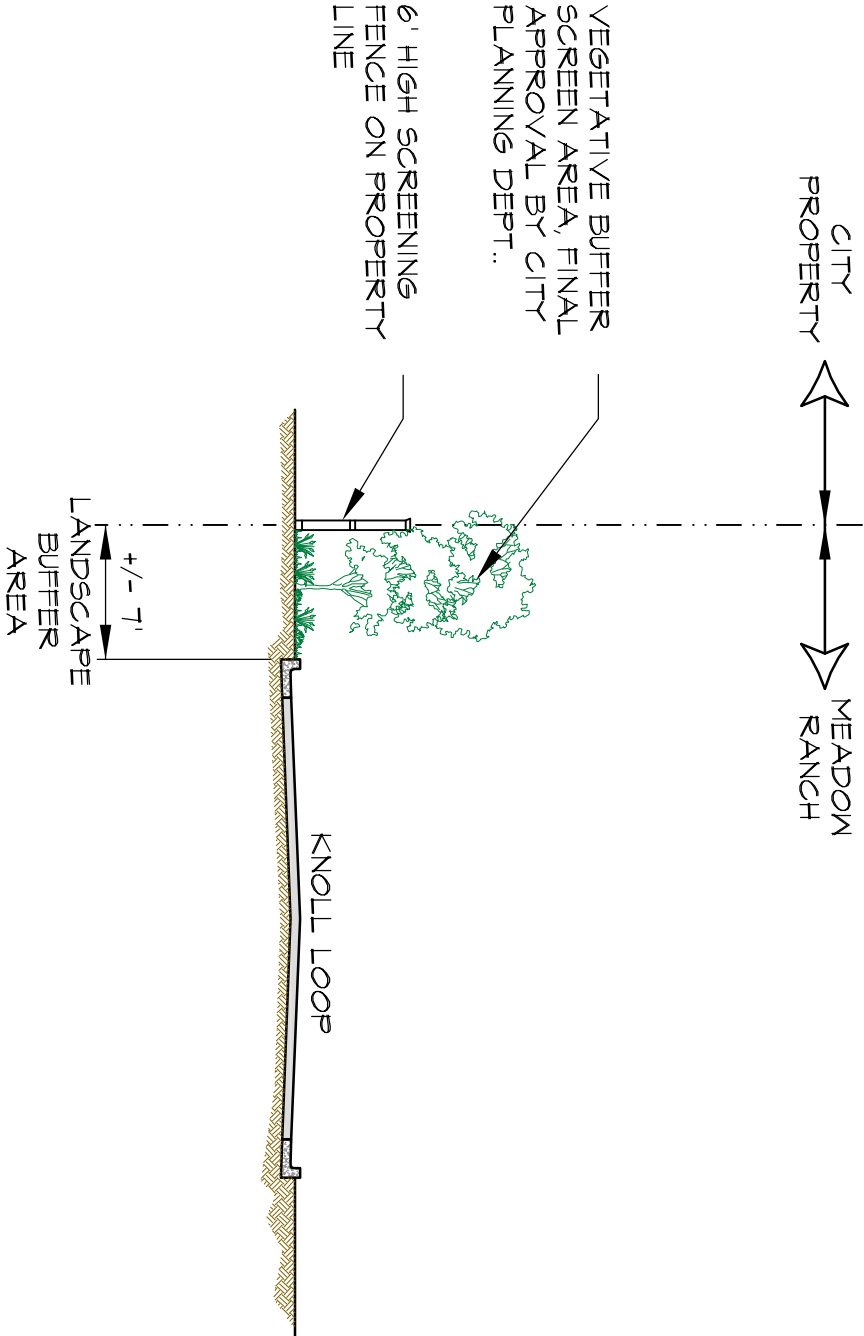 CITY
PROPERTY
MEADOW
RANCH
VEGETATIVE BUFFER
SCREEN AREA, FINAL
APPROVAL BY CITY
PLANNING DEPT..
6' HIGH SCREENING
FENCE ON PROPERTY
LINE
KNOLL LOOP
+/- 7'
LANDSCAPE
BUFFER
AREA